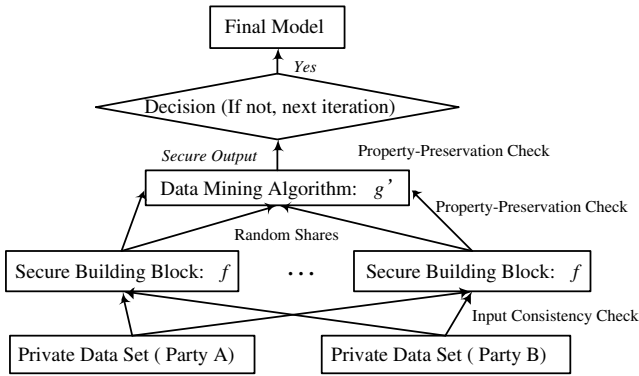 Final Model
Yes
Decision (If not, next iteration)
Secure Output
Property-Preservation Check
Data Mining Algorithm: g'
Property-Preservation Check
Random Shares
Secure Building Block: f
...
Secure Building Block: f
Input Consistency Check
Private Data Set ( Party A)
Private Data Set ( Party B)